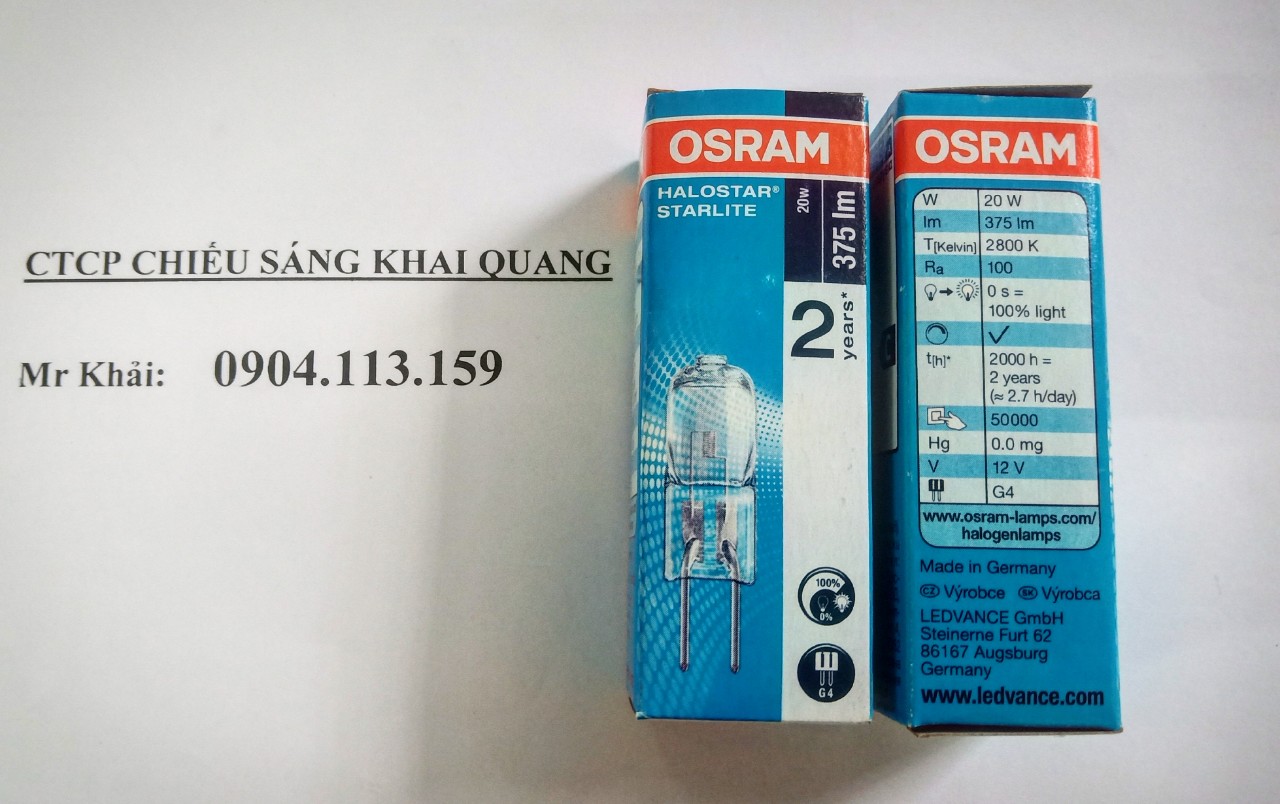 CTCP CHIẾU SÁNG KHAI QUANG
Mr Khải: 0904.113.159
OSRAM
HALOSTAR®
STARLITE
20w
375 lm
2 years*
100%
0%
G4
OSRAM
W 20 W
lm 375 lm
T[Kelvin] 2800 K
Ra 100
0 s =
100% light
t[h]* 2000 h =
2 years
(≈ 2.7 h/day)
50000
Hg 0.0 mg
V 12 V
G4
www.osram-lamps.com/
halogenlamps
Made in Germany
CZ Výrobce SK Výrobca
LEDVANCE GmbH
Steinerne Furt 62
86167 Augsburg
Germany
www.ledvance.com